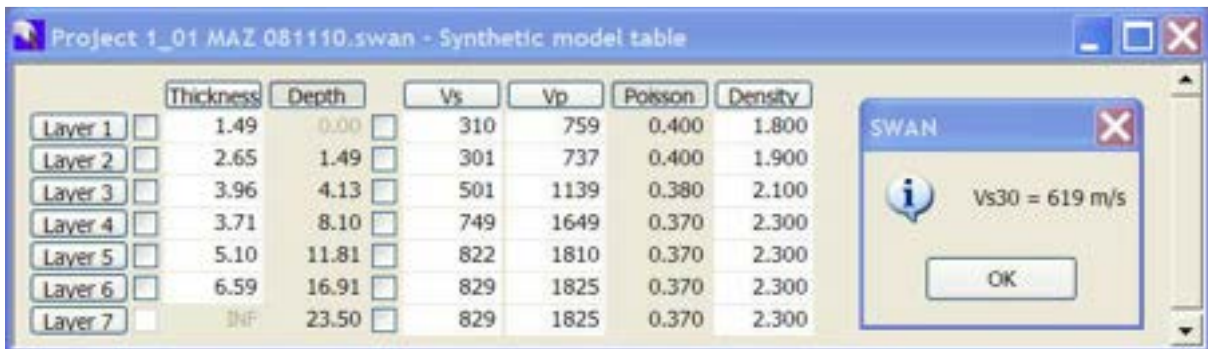 Project 1_01 MAZ 081110.swan - Synthetic model table
Thickness Depth Vs Vp Poisson Density
Layer 1 1.49 0.00 310 759 0.400 1.800
Layer 2 2.65 1.49 301 737 0.400 1.900
Layer 3 3.96 4.13 501 1139 0.380 2.100
Layer 4 3.71 8.10 749 1649 0.370 2.300
Layer 5 5.10 11.81 822 1810 0.370 2.300
Layer 6 6.59 16.91 829 1825 0.370 2.300
Layer 7 INF 23.50 829 1825 0.370 2.300
SWAN
Vs30 = 619 m/s
OK